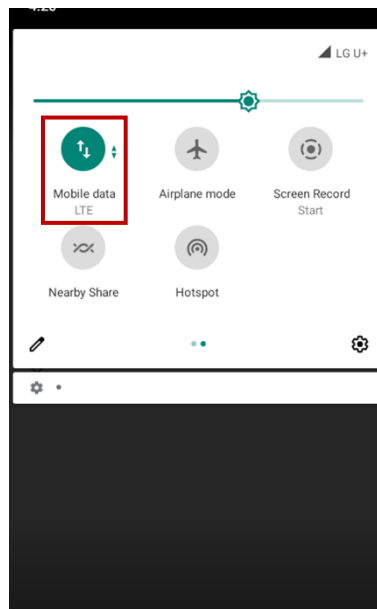 LG U+
Mobile data
LTE
Airplane mode
Screen Record
Start
Nearby Share
Hotspot